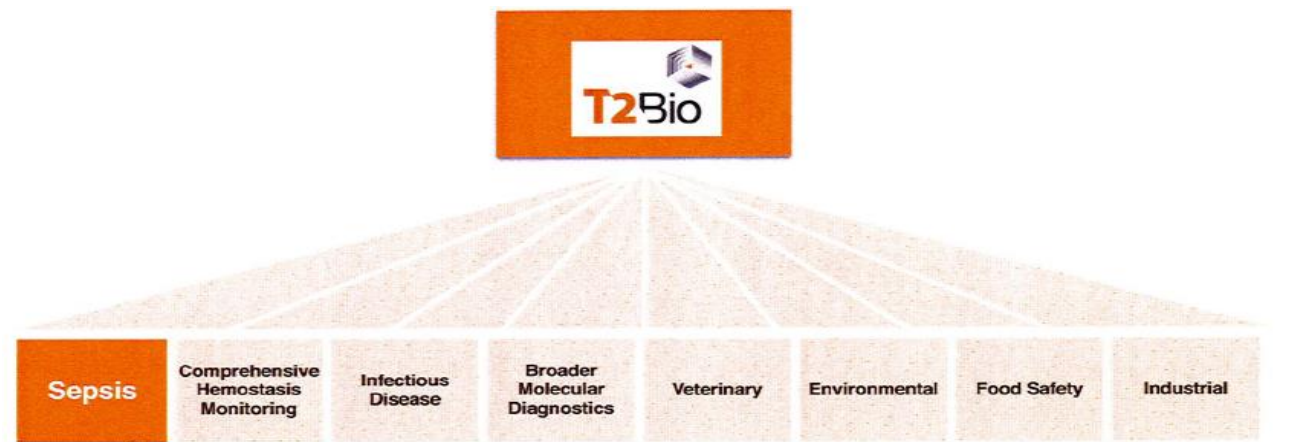 T2Bio
Sepsis
Comprehensive
Hemostasis
Monitoring
Infectious
Disease
Broader
Molecular
Diagnostics
Veterinary
Environmental
Food Safety
Industrial